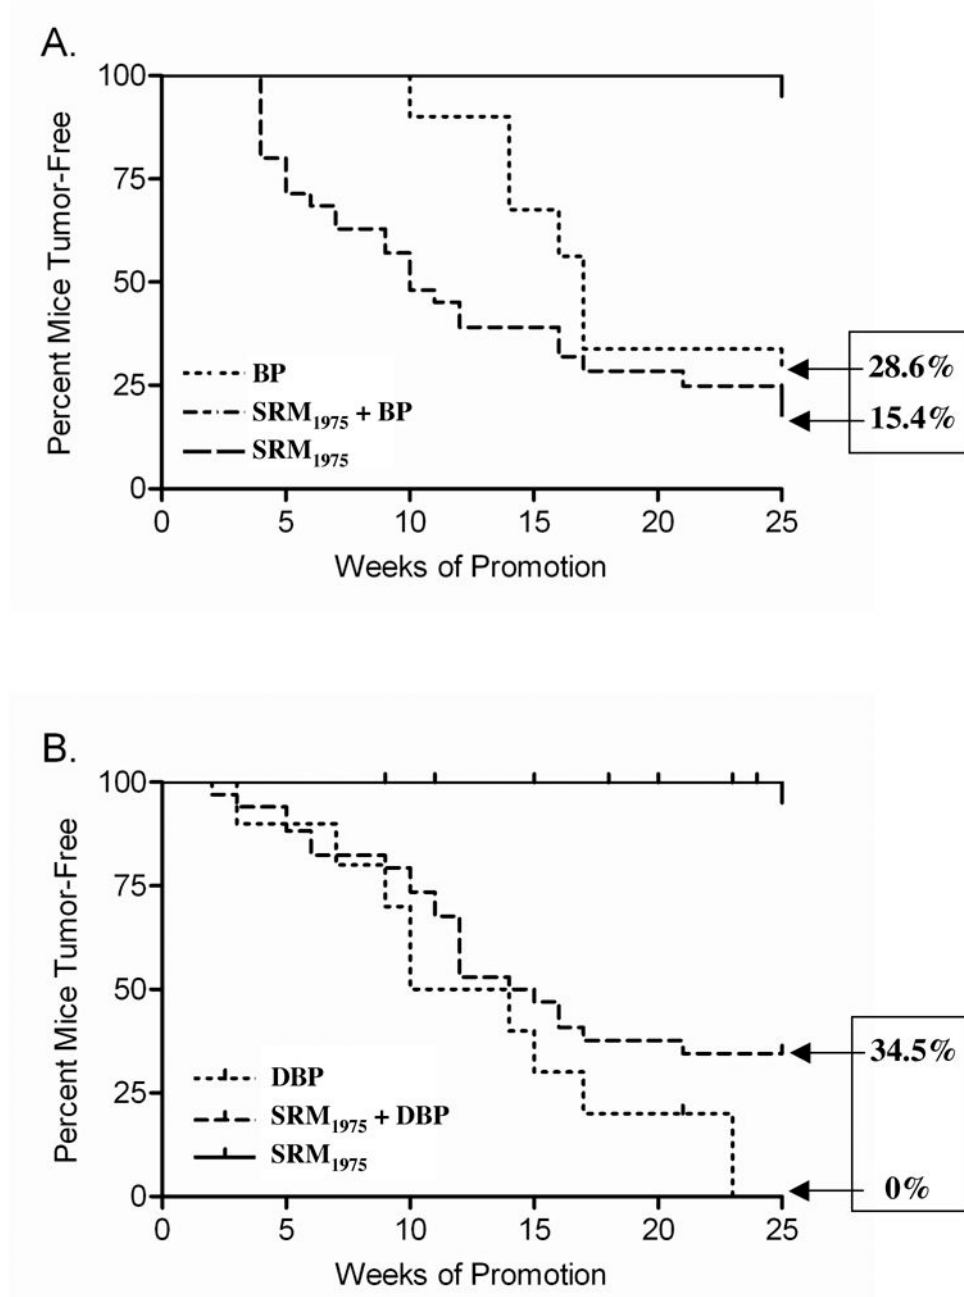 A.
Percent Mice Tumor-Free
100
75
50
25
0
BP
SRM1975 + BP
SRM1975
28.6%
15.4%
0 5 10 15 20 25
Weeks of Promotion
B.
Percent Mice Tumor-Free
100
75
50
25
0
DBP
SRM1975 + DBP
SRM1975
34.5%
0%
0 5 10 15 20 25
Weeks of Promotion